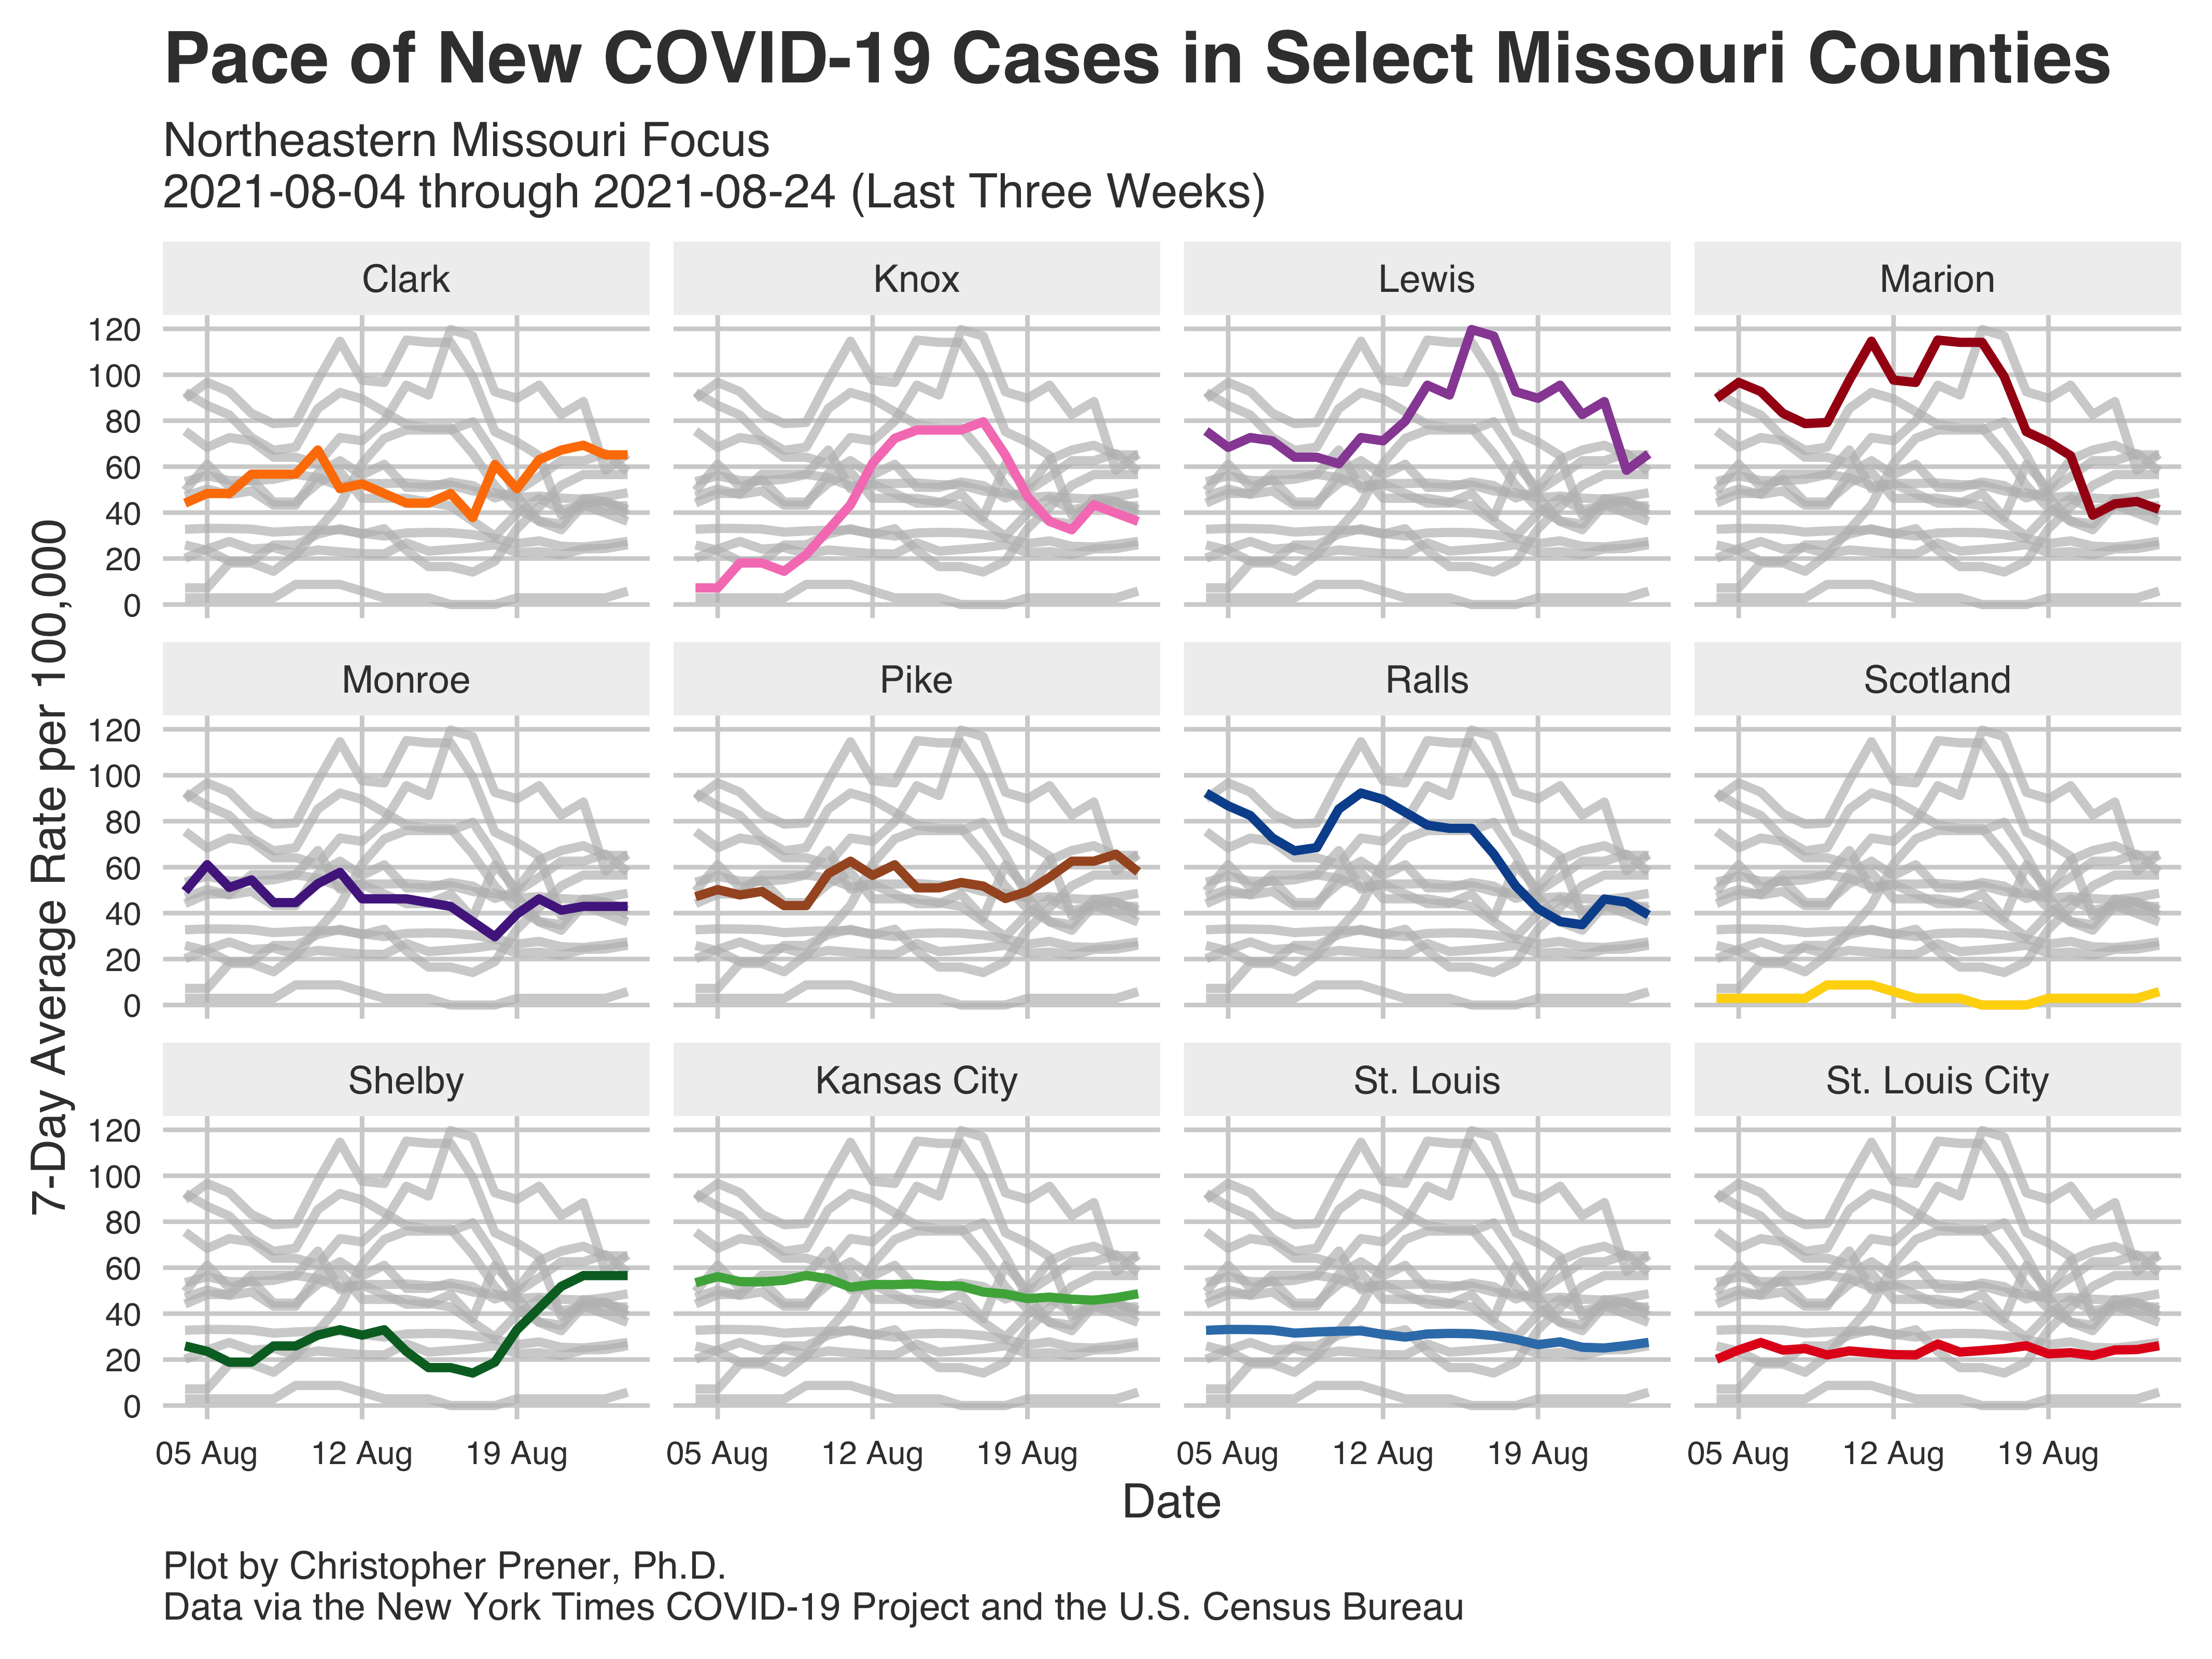 Pace of New COVID-19 Cases in Select Missouri Counties
Northeastern Missouri Focus
2021-08-04 through 2021-08-24 (Last Three Weeks)
Clark
Knox
Lewis
Marion
120
100
80
60
40
20
0
Monroe
Pike
Ralls
Scotland
120
100
80
60
40
20
0
Shelby
Kansas City
St. Louis
St. Louis City
120
100
80
60
40
20
0
7-Day Average Rate per 100,000
05 Aug 12 Aug 19 Aug
05 Aug 12 Aug 19 Aug
05 Aug 12 Aug 19 Aug
05 Aug 12 Aug 19 Aug
Date
Plot by Christopher Prener, Ph.D.
Data via the New York Times COVID-19 Project and the U.S. Census Bureau